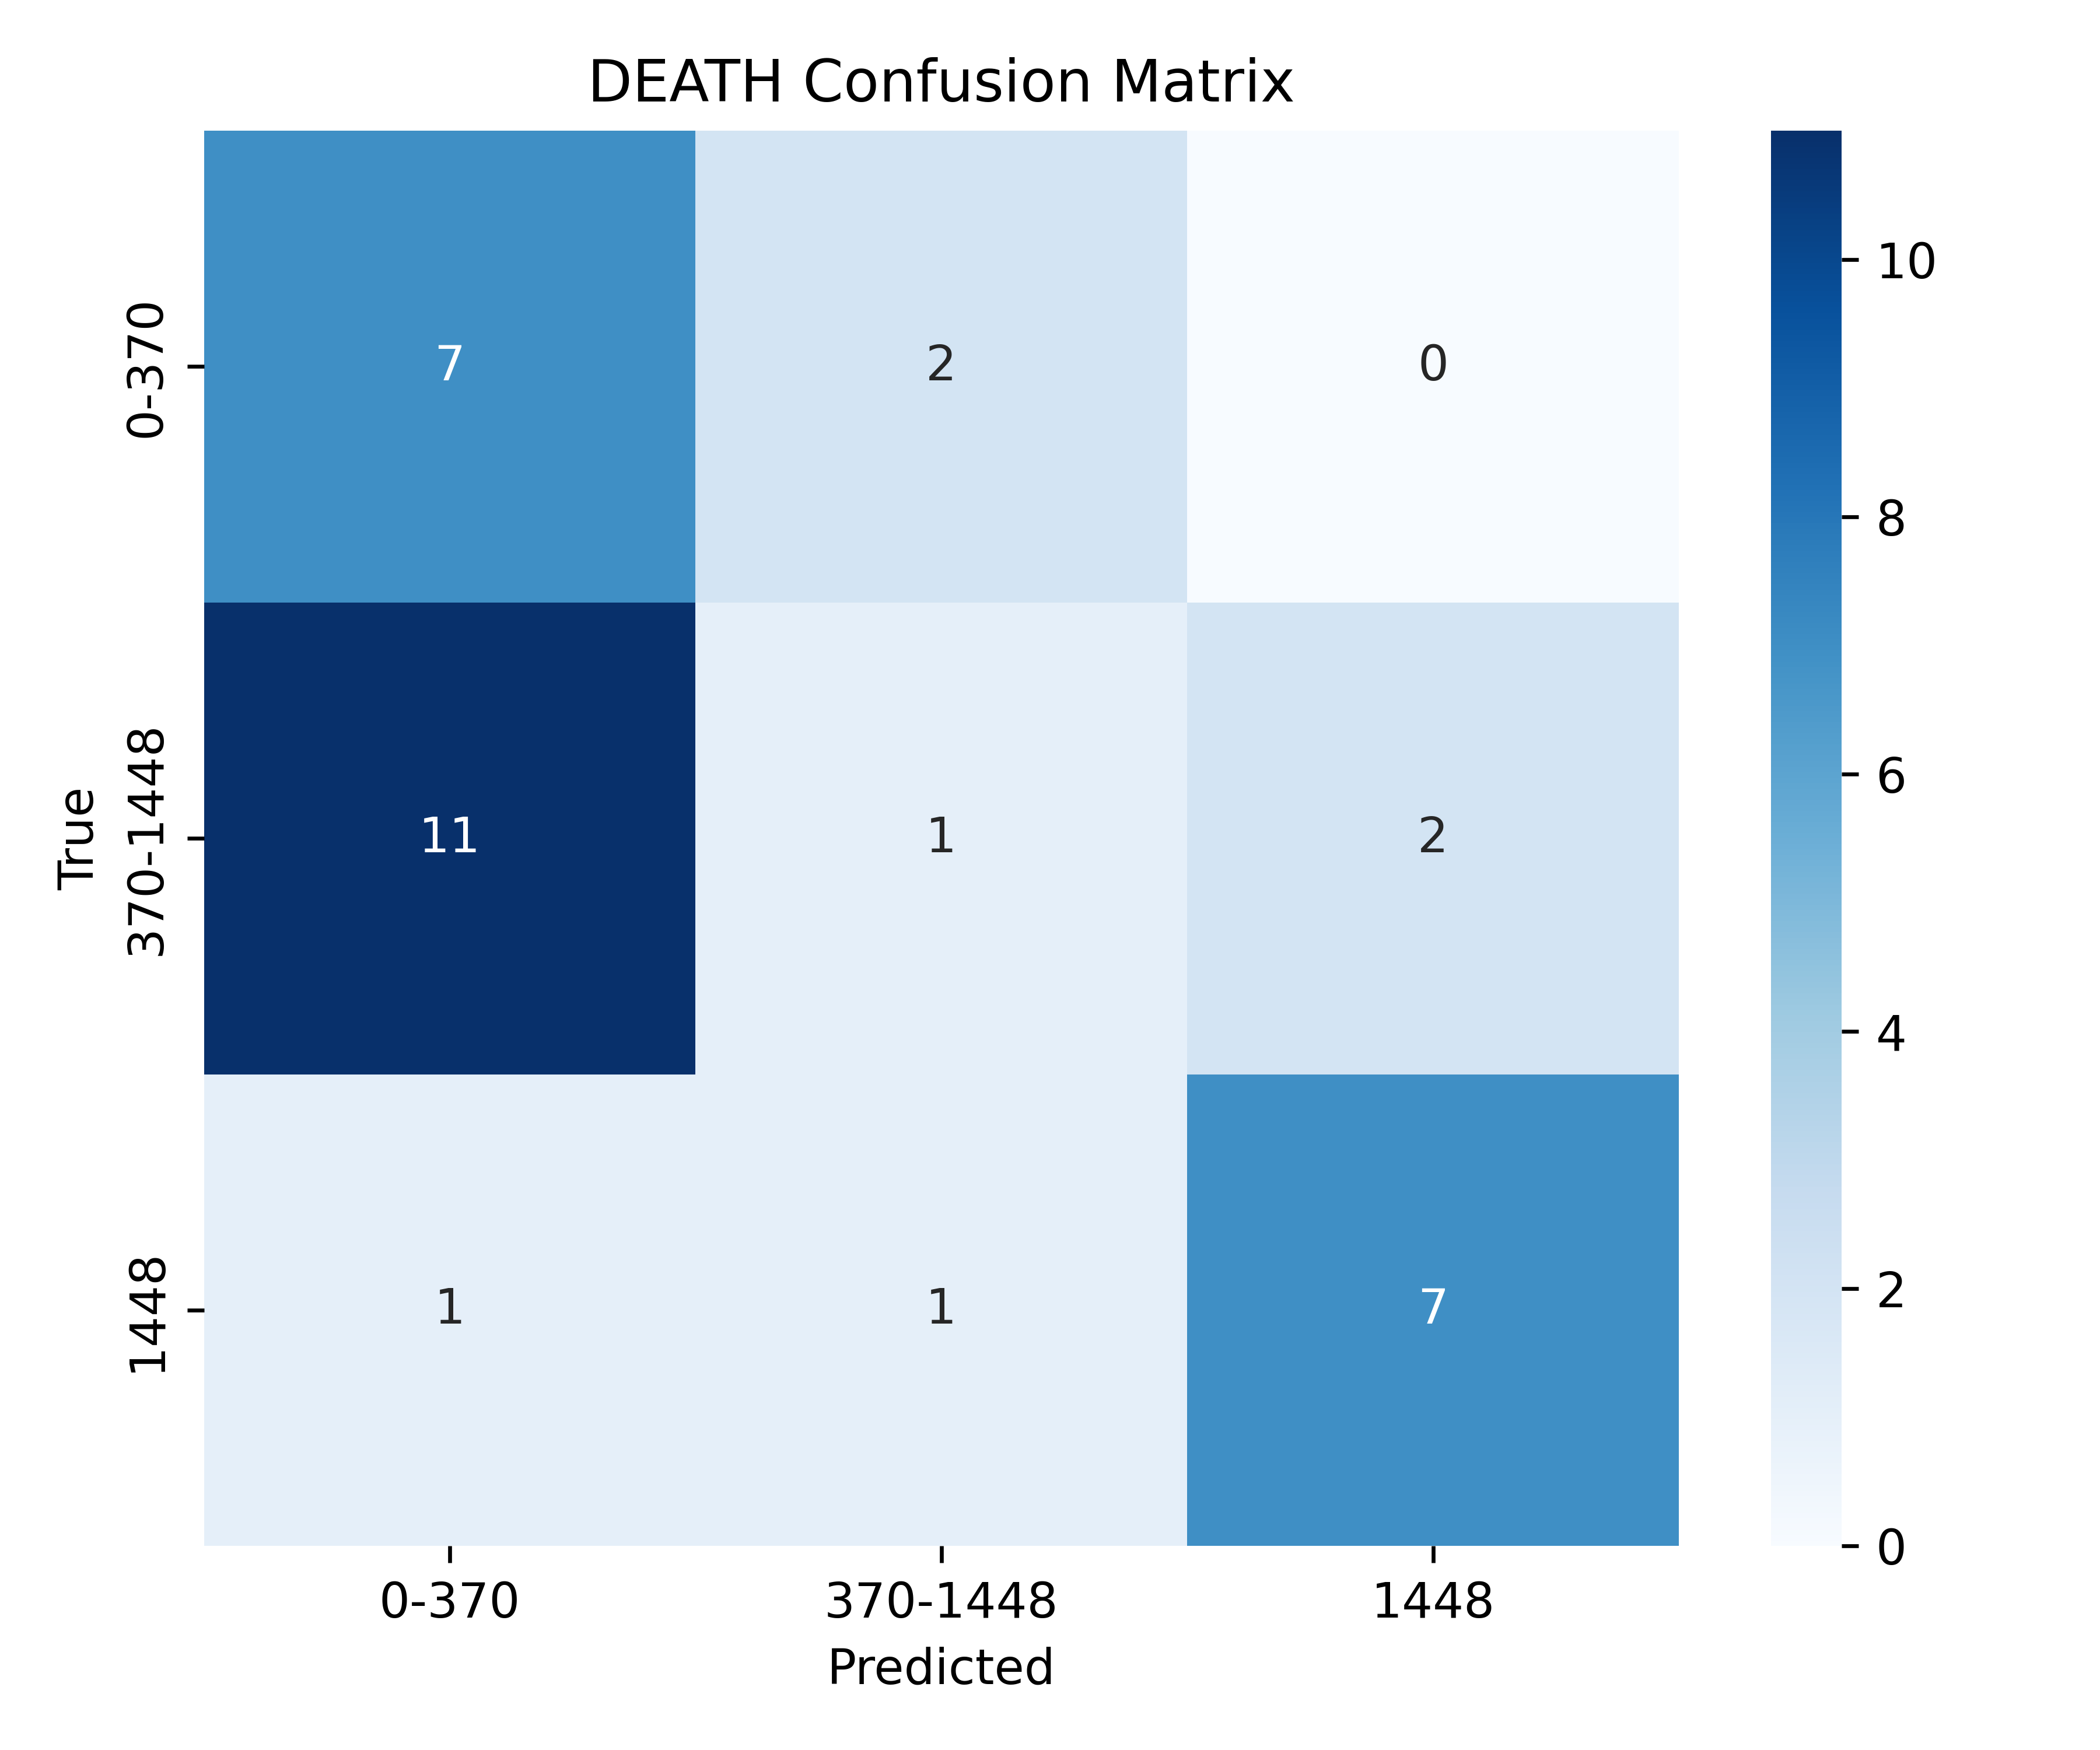 DEATH Confusion Matrix
True
0-370
7 2 0
370-1448
11 1 2
1448
1 1 7
0-370 370-1448 1448
Predicted
10
8
6
4
2
0